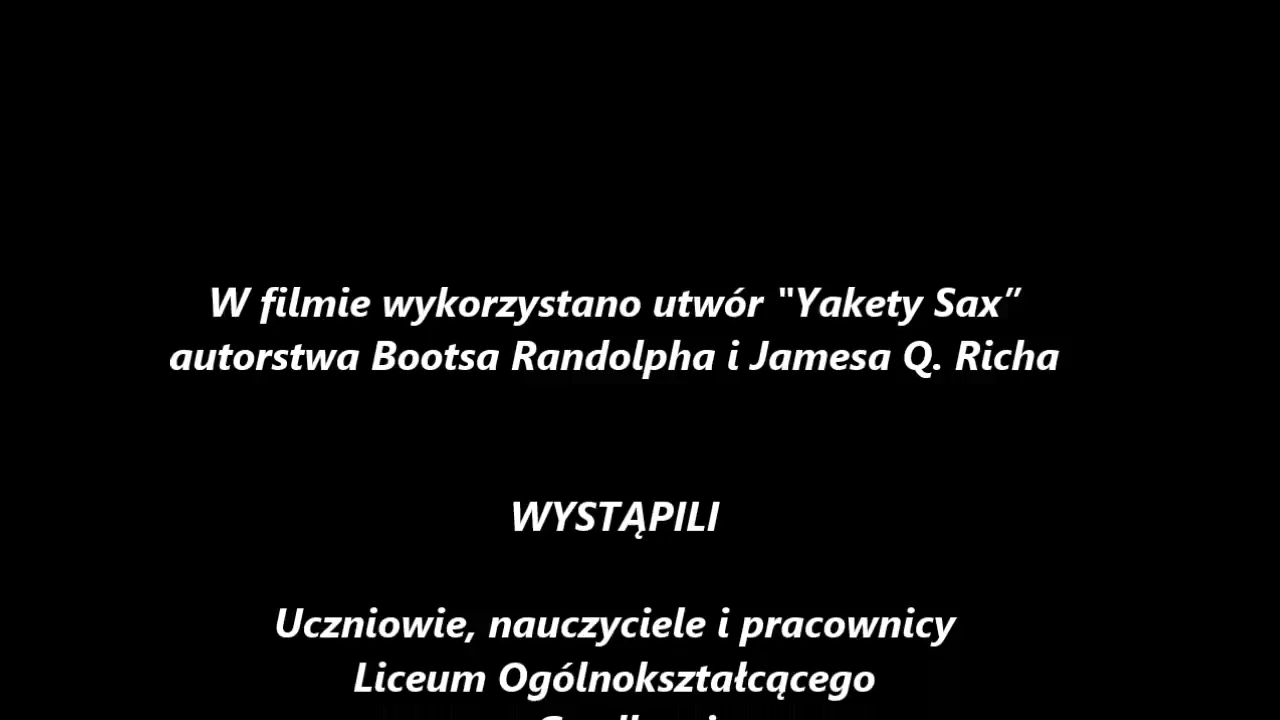 W filmie wykorzystano utwór "Yakety Sax”
autorstwa Bootsa Randolpha i Jamesa Q. Richa
WYSTĄPILI
Uczniowie, nauczyciele i pracownicy
Liceum Ogólnokształcącego